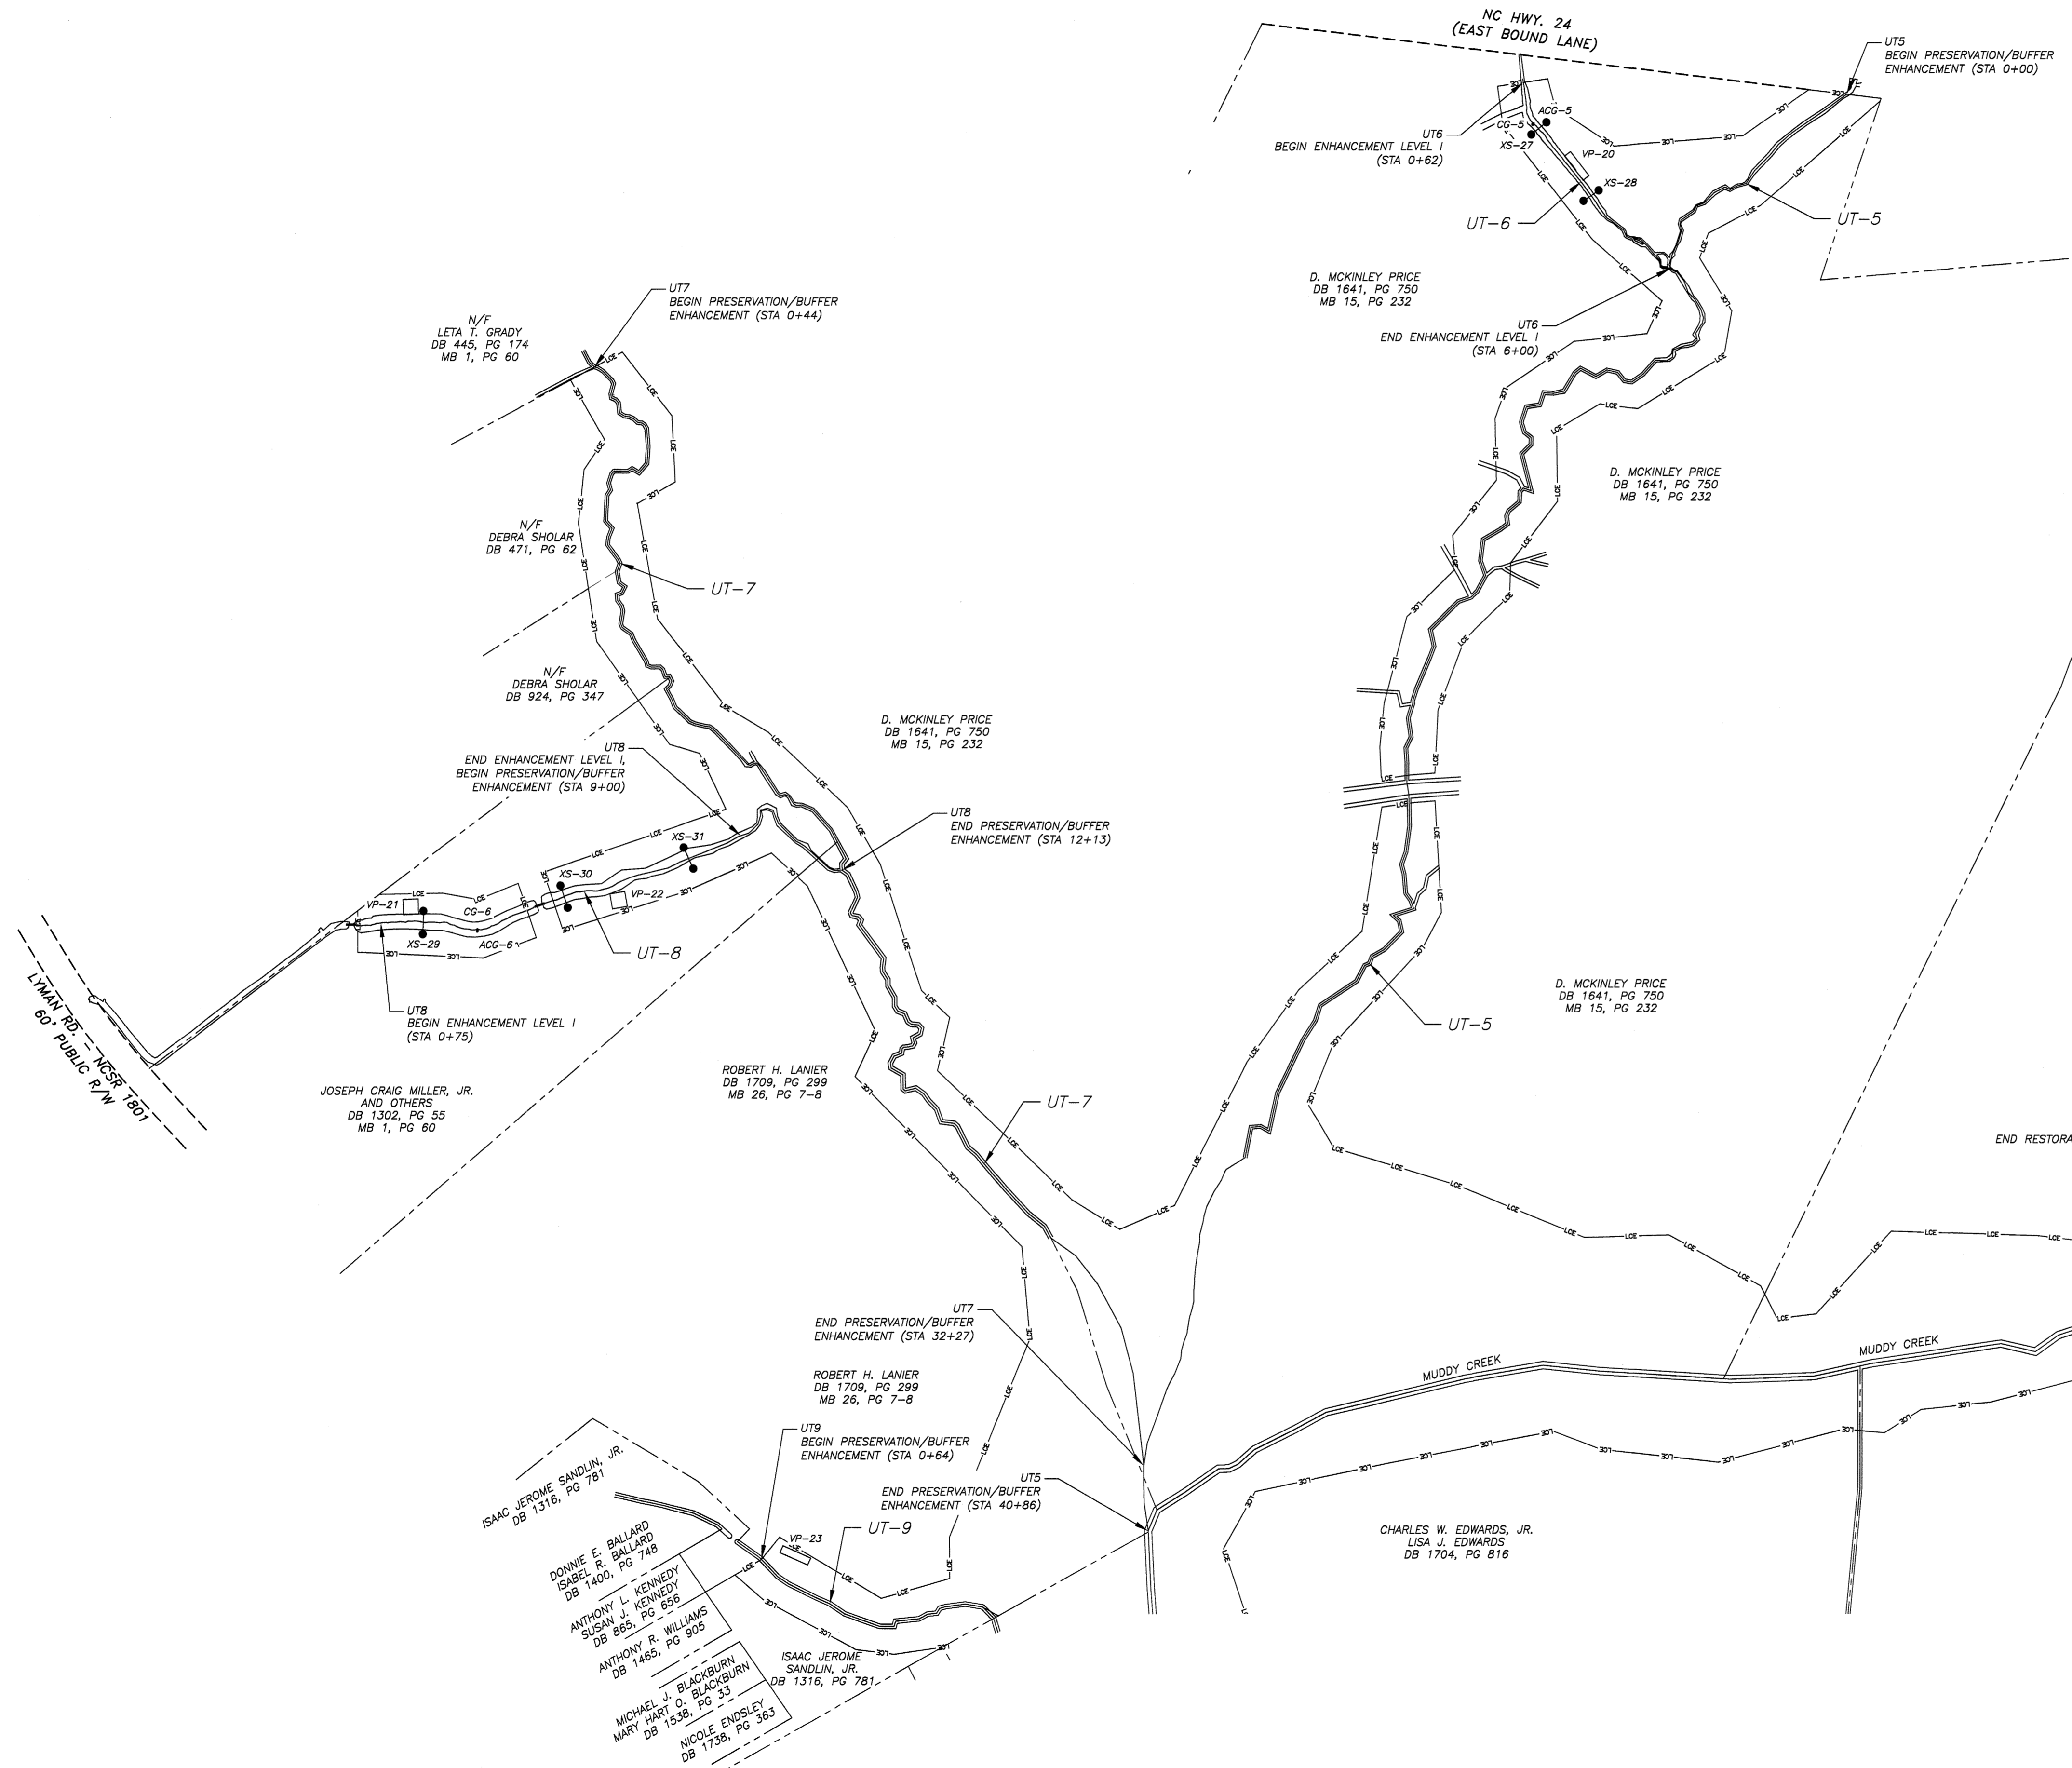 NC HWY. 24
(EAST BOUND LANE)
UT5
BEGIN PRESERVATION/BUFFER
ENHANCEMENT (STA 0+00)
ACG-5
CG-5
UT6
BEGIN ENHANCEMENT LEVEL I
(STA 0+62)
XS-27
VP-20
XS-28
UT-6
UT-5
D. MCKINLEY PRICE
DB 1641, PG 750
MB 15, PG 232
UT6
END ENHANCEMENT LEVEL I
(STA 6+00)
UT7
BEGIN PRESERVATION/BUFFER
ENHANCEMENT (STA 0+44)
N/F
LETA T. GRADY
DB 445, PG 174
MB 1, PG 60
D. MCKINLEY PRICE
DB 1641, PG 750
MB 15, PG 232
N/F
DEBRA SHOLAR
DB 471, PG 62
UT-7
N/F
DEBRA SHOLAR
DB 924, PG 347
D. MCKINLEY PRICE
DB 1641, PG 750
MB 15, PG 232
UT8
END ENHANCEMENT LEVEL I,
BEGIN PRESERVATION/BUFFER
ENHANCEMENT (STA 9+00)
UT8
END PRESERVATION/BUFFER
ENHANCEMENT (STA 12+13)
XS-31
XS-30
VP-22
VP-21
CG-6
XS-29
ACG-6
UT-8
UT8
BEGIN ENHANCEMENT LEVEL I
(STA 0+75)
LYMAN RD. - NCSR 1801
60' PUBLIC R/W
D. MCKINLEY PRICE
DB 1641, PG 750
MB 15, PG 232
UT-5
JOSEPH CRAIG MILLER, JR.
AND OTHERS
DB 1302, PG 55
MB 1, PG 60
ROBERT H. LANIER
DB 1709, PG 299
MB 26, PG 7-8
UT-7
END RESTORA
UT7
END PRESERVATION/BUFFER
ENHANCEMENT (STA 32+27)
MUDDY CREEK
MUDDY CREEK
ROBERT H. LANIER
DB 1709, PG 299
MB 26, PG 7-8
UT9
BEGIN PRESERVATION/BUFFER
ENHANCEMENT (STA 0+64)
UT5
END PRESERVATION/BUFFER
ENHANCEMENT (STA 40+86)
ISAAC JEROME SANDLIN, JR.
DB 1316, PG 781
VP-23
UT-9
CHARLES W. EDWARDS, JR.
LISA J. EDWARDS
DB 1704, PG 816
DONNIE E. BALLARD
ISABEL R. BALLARD
DB 1400, PG 748
ANTHONY L. KENNEDY
SUSAN J. KENNEDY
DB 865, PG 656
ANTHONY R. WILLIAMS
DB 1465, PG 905
ISAAC JEROME
SANDLIN, JR.
DB 1316, PG 781
MICHAEL J. BLACKBURN
MARY HART O. BLACKBURN
DB 1538, PG 33
NICOLE ENDSLEY
DB 1738, PG 363